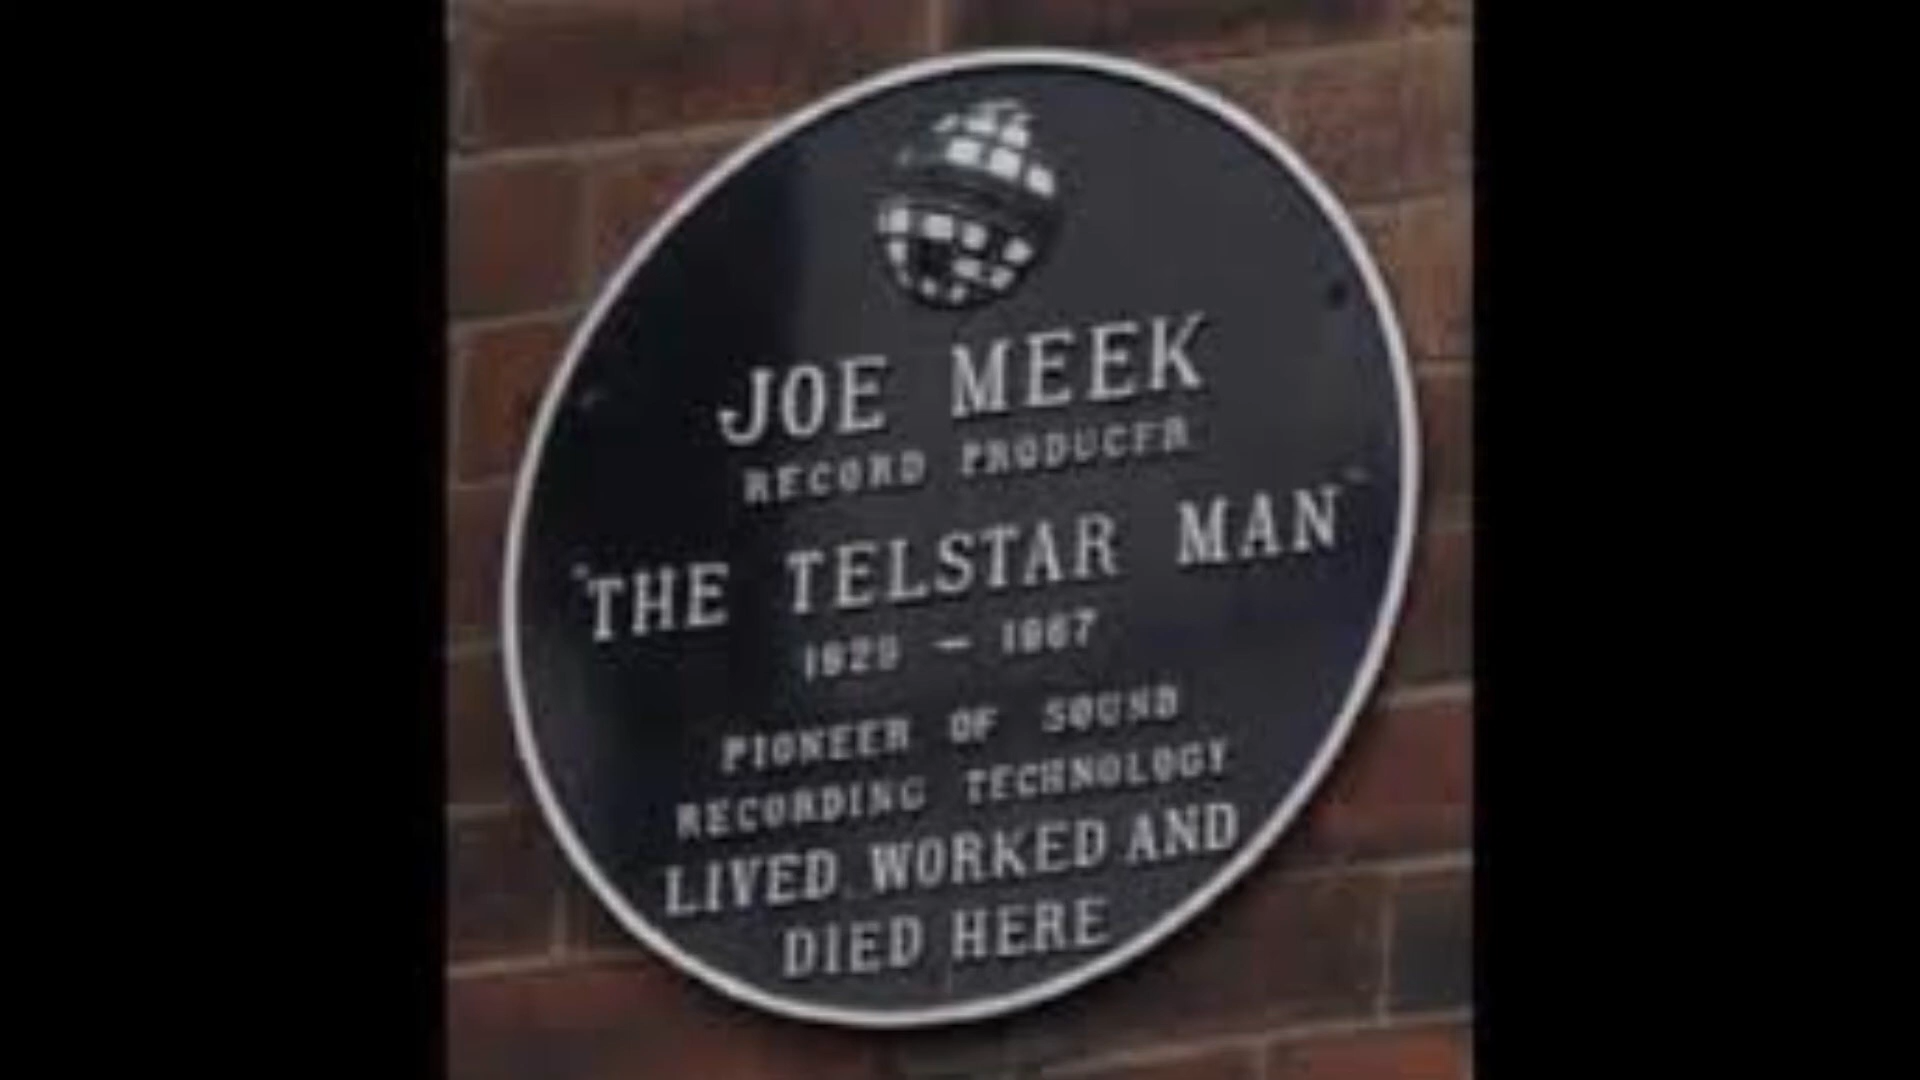 JOE MEEK
RECORD PRODUCER
"THE TELSTAR MAN"
1929 – 1967
PIONEER OF SOUND
RECORDING TECHNOLOGY
LIVED, WORKED AND
DIED HERE